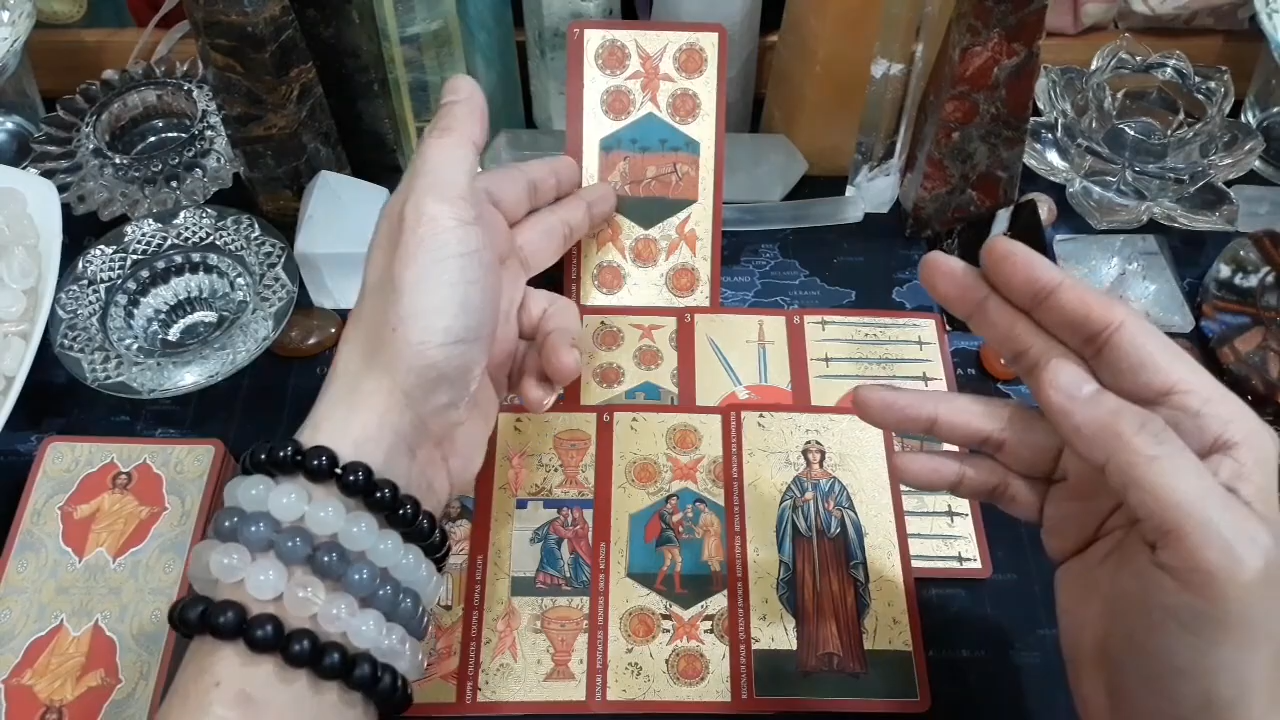 7
POLAND
UKRAINE
3
8
6
COPPE · CHALICES · COUPES · COPAS · KELCHE
DENARI · PENTACLES · DENIERS · OROS · MÜNZEN
REGINA DI SPADE · QUEEN OF SWORDS · REINE D'EPÉES · REINA DE ESPADAS · KÖNIGIN DER SCHWERTER